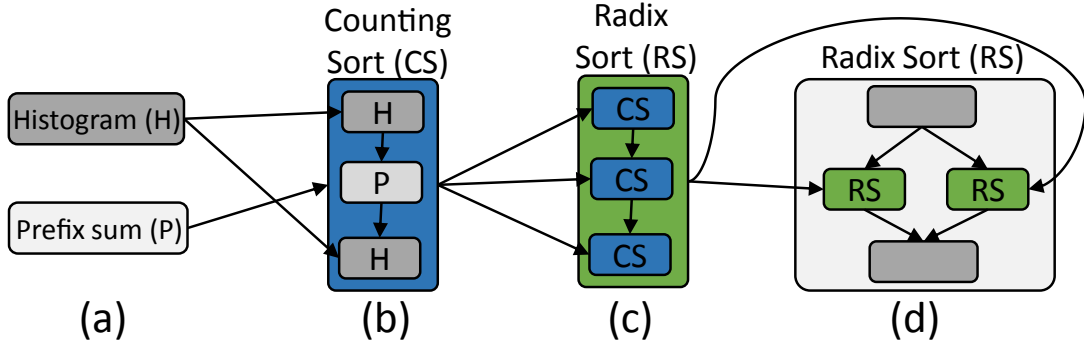 Histogram (H)
Prefix sum (P)
(a)
Counting
Sort (CS)
H
P
H
(b)
Radix
Sort (RS)
CS
CS
CS
(c)
Radix Sort (RS)
RS RS
(d)